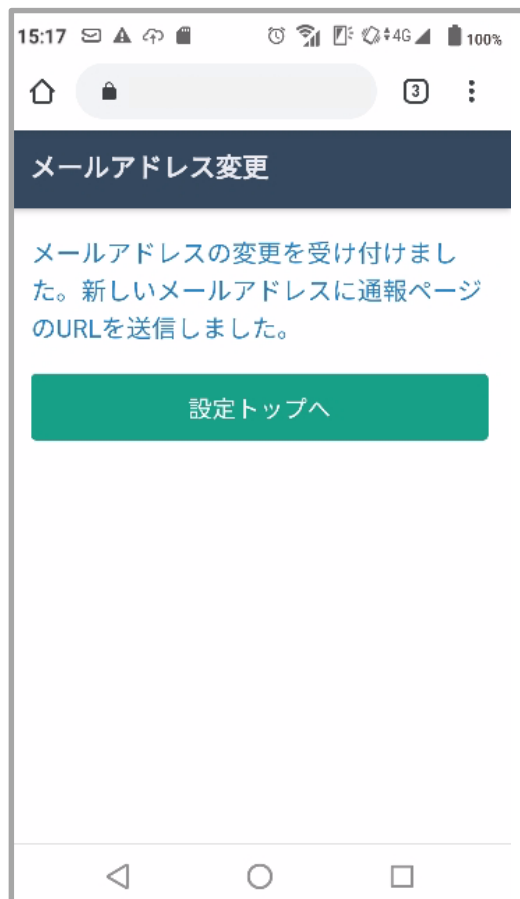 15:17 4G 100%
3
メールアドレス変更
メールアドレスの変更を受け付けまし
た。新しいメールアドレスに通報ページ
のURLを送信しました。
設定トップへ